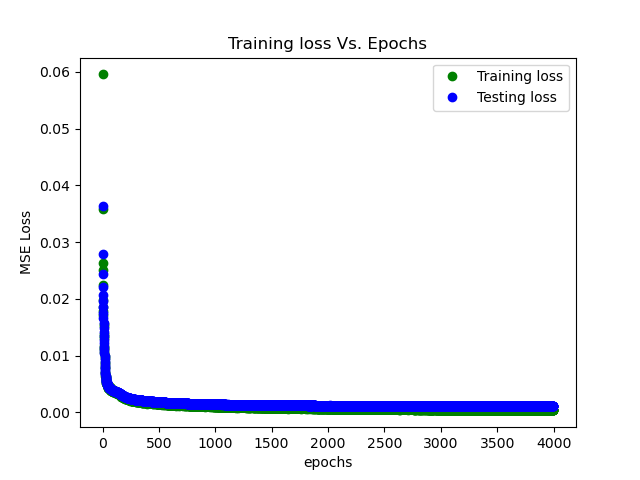 Training loss Vs. Epochs
Training loss
Testing loss
0.06
0.05
0.04
0.03
0.02
0.01
0.00
MSE Loss
0 500 1000 1500 2000 2500 3000 3500 4000
epochs